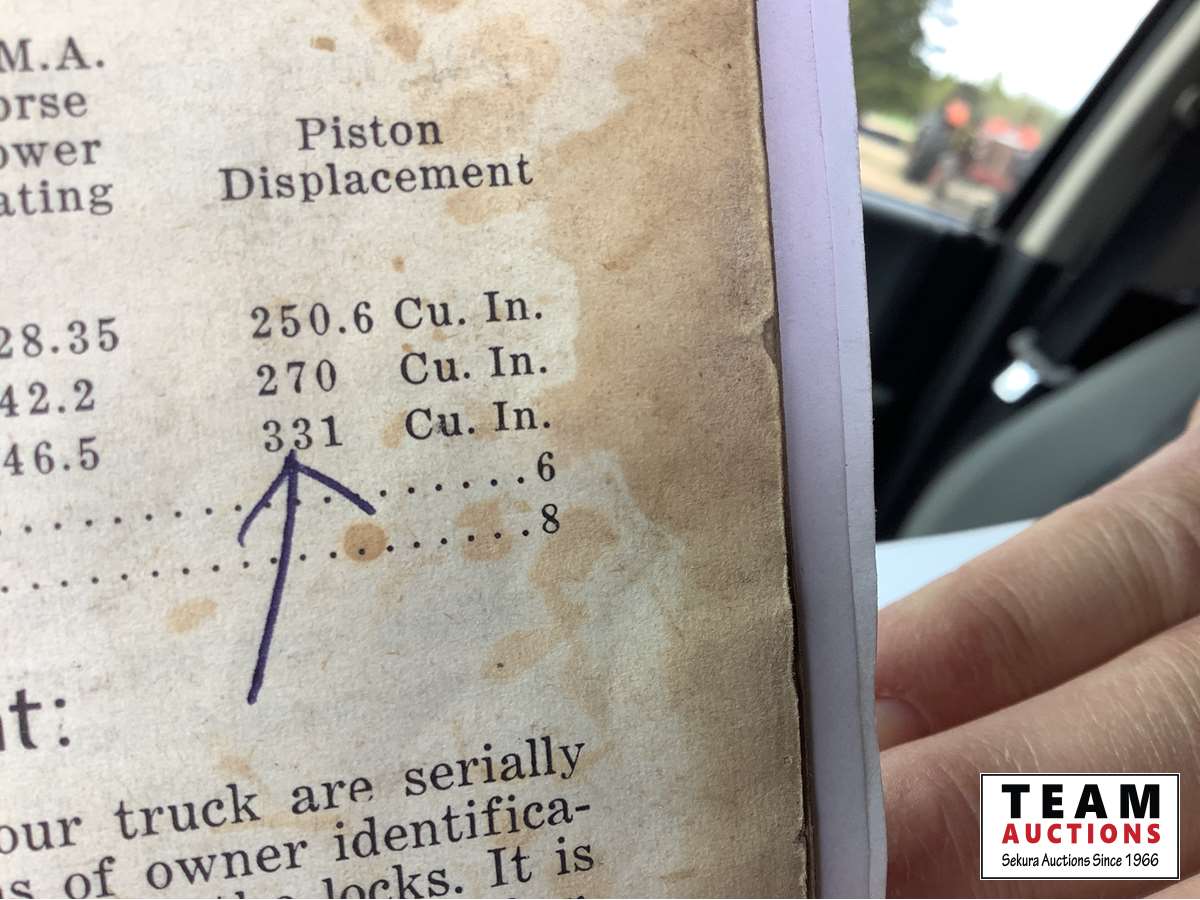 M.A.
orse
ower
ating
Piston
Displacement
28.35 250.6 Cu. In.
42.2 270 Cu. In.
46.5 331 Cu. In.
. . . . . . . . . . . . . . . . . . . 6
. . . . . . . . . . . . . . . . . . . 8
t:
our truck are serially
s of owner identifica-
locks. It is
TEAM
AUCTIONS
Sekura Auctions Since 1966